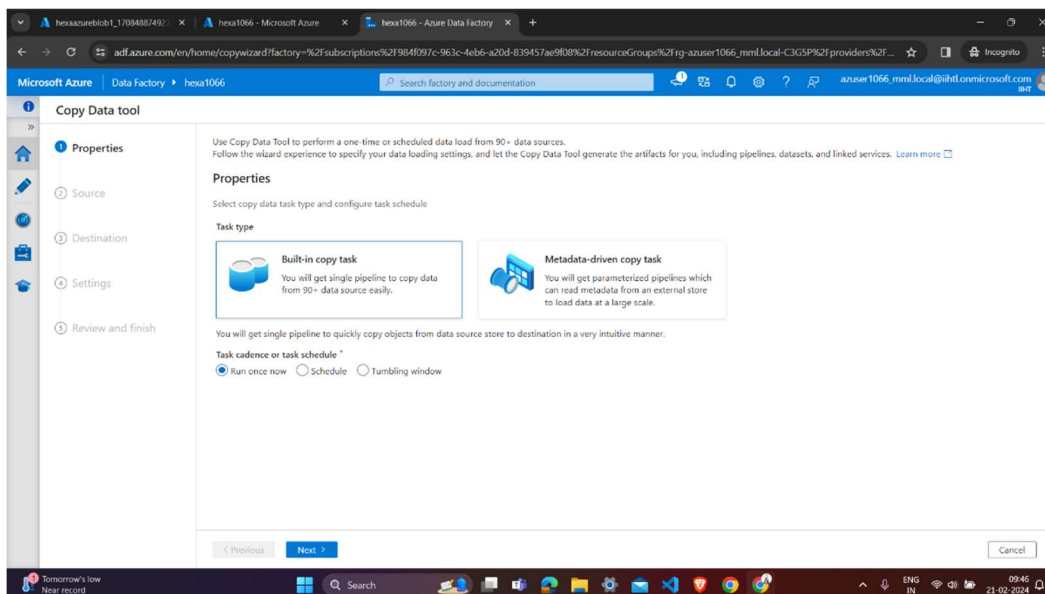 hexaazureblob1_170848874923
hexa1066 - Microsoft Azure
hexa1066 - Azure Data Factory
adf.azure.com/en/home/copywizard?factory=%2Fsubscriptions%2F984f097c-963c-4eb6-a20d-839457ae9f08%2FresourceGroups%2Frg-azuser1066_mml.local-C3G5P%2Fproviders%2F...
Incognito
Microsoft Azure
Data Factory
hexa1066
Search factory and documentation
azuser1066_mml.local@iihtl.onmicrosoft.com
IIHT
Copy Data tool
1 Properties
2 Source
3 Destination
4 Settings
5 Review and finish
Use Copy Data Tool to perform a one-time or scheduled data load from 90+ data sources.
Follow the wizard experience to specify your data loading settings, and let the Copy Data Tool generate the artifacts for you, including pipelines, datasets, and linked services. Learn more
Properties
Select copy data task type and configure task schedule
Task type
Built-in copy task
You will get single pipeline to copy data
from 90+ data source easily.
Metadata-driven copy task
You will get parameterized pipelines which
can read metadata from an external store
to load data at a large scale.
You will get single pipeline to quickly copy objects from data source store to destination in a very intuitive manner.
Task cadence or task schedule *
Run once now
Schedule
Tumbling window
< Previous
Next >
Cancel
1
Tomorrow's low
Near record
Search
ENG
IN
09:46
21-02-2024